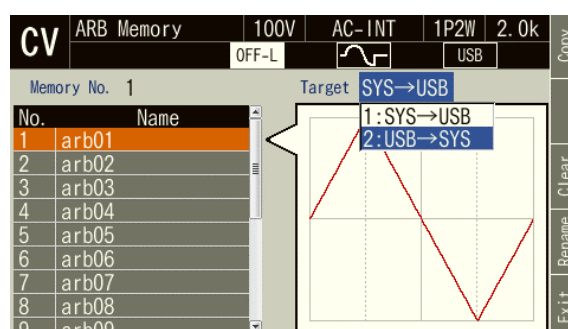 CV ARB Memory 100V AC-INT 1P2W 2.0k
OFF-L USB
Memory No. 1 Target SYS→USB
1:SYS→USB
2:USB→SYS
No. Name
1 arb01
2 arb02
3 arb03
4 arb04
5 arb05
6 arb06
7 arb07
8 arb08
9 arb09
Copy
Clear
Rename
Exit